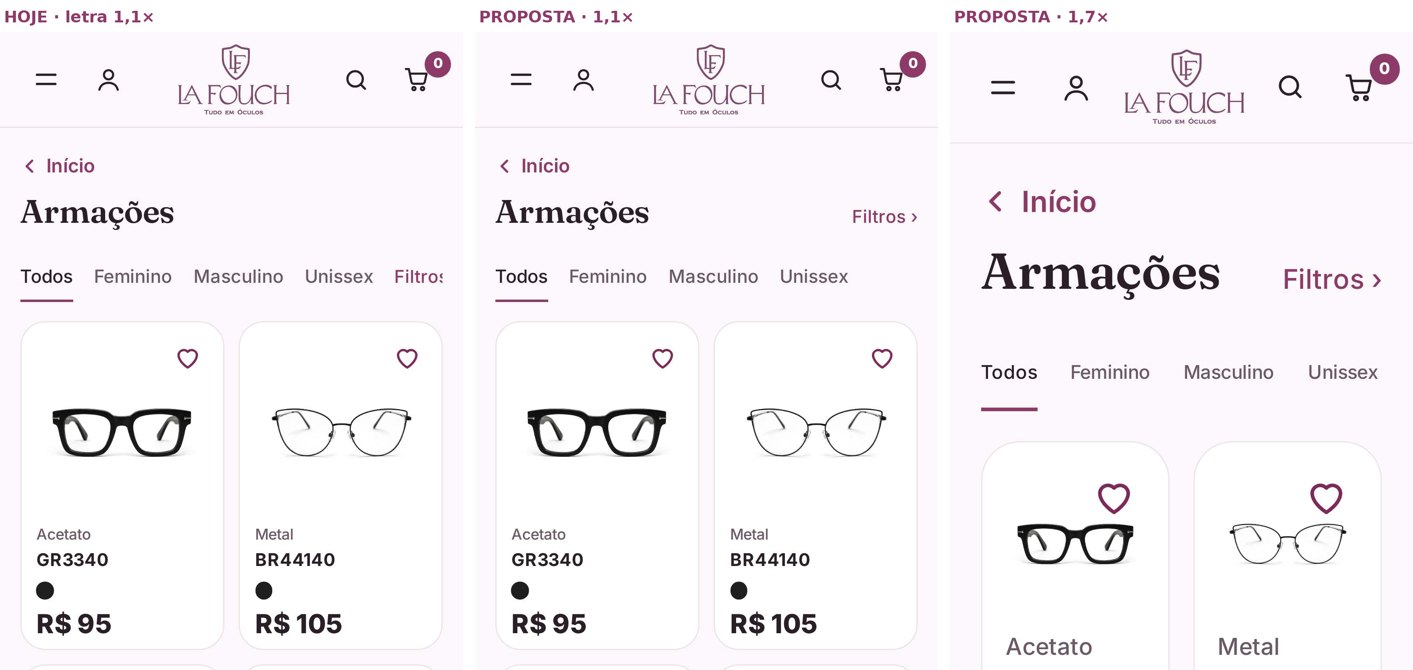 HOJE · letra 1,1×
0
LF
LA FOUCH
TUDO EM ÓCULOS
Início
Armações
Todos Feminino Masculino Unissex Filtros
Acetato
GR3340
R$ 95
Metal
BR44140
R$ 105
PROPOSTA · 1,1×
0
LF
LA FOUCH
TUDO EM ÓCULOS
Início
Armações
Filtros ›
Todos Feminino Masculino Unissex
Acetato
GR3340
R$ 95
Metal
BR44140
R$ 105
PROPOSTA · 1,7×
0
LF
LA FOUCH
TUDO EM ÓCULOS
Início
Armações
Filtros ›
Todos Feminino Masculino Unissex
Acetato
Metal